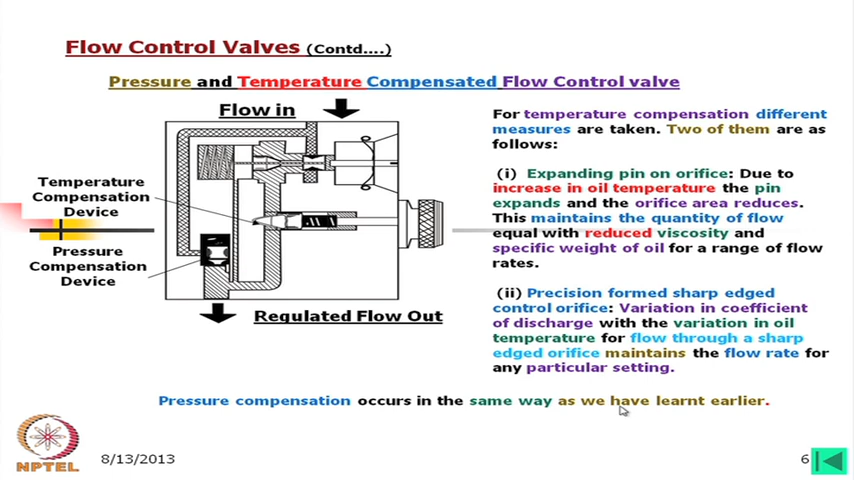 Flow Control Valves (Contd....)
Pressure and Temperature Compensated Flow Control valve
Flow in
Temperature
Compensation
Device
Pressure
Compensation
Device
Regulated Flow Out
For temperature compensation different
measures are taken. Two of them are as
follows:
(i) Expanding pin on orifice: Due to
increase in oil temperature the pin
expands and the orifice area reduces.
This maintains the quantity of flow
equal with reduced viscosity and
specific weight of oil for a range of flow
rates.
(ii) Precision formed sharp edged
control orifice: Variation in coefficient
of discharge with the variation in oil
temperature for flow through a sharp
edged orifice maintains the flow rate for
any particular setting.
Pressure compensation occurs in the same way as we have learnt earlier.
NPTEL
8/13/2013
6